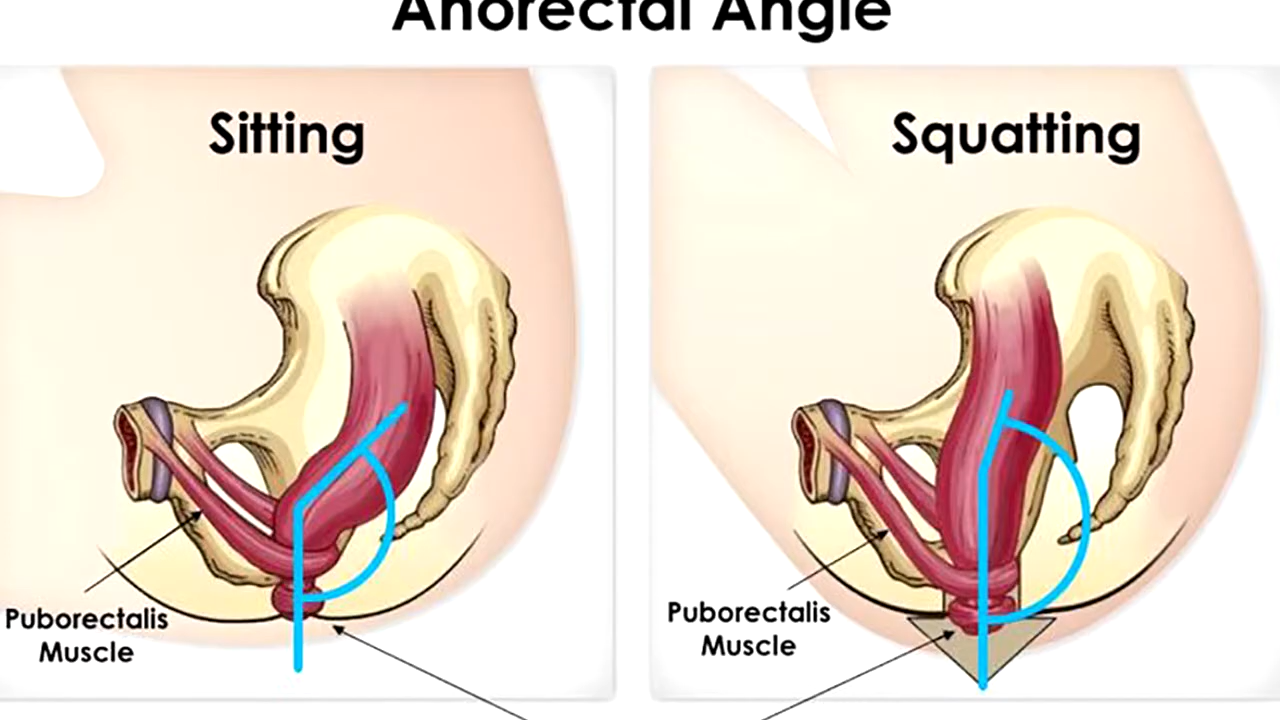 Anorectal Angle
Sitting
Squatting
Puborectalis
Muscle
Puborectalis
Muscle